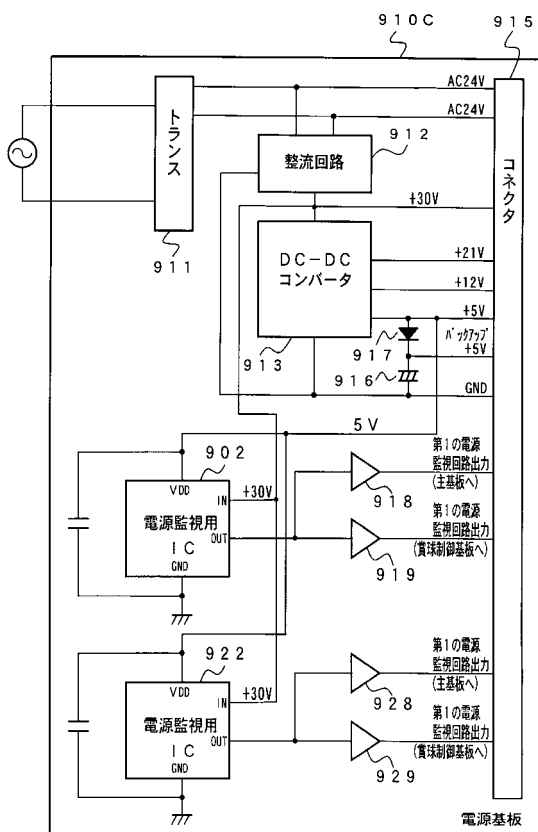 910C
915
AC24V
AC24V
トランス
911
整流回路
912
コネクタ
+30V
DC-DC
コンバータ
913
+21V
+12V
+5V
バックアップ
+5V
917
916
GND
5V
902
VDD
IN
+30V
電源監視用
IC
OUT
GND
918
第1の電源
監視回路出力
(主基板へ)
919
第1の電源
監視回路出力
(賞球制御基板へ)
922
VDD
IN
+30V
電源監視用
IC
OUT
GND
928
第1の電源
監視回路出力
(主基板へ)
929
第1の電源
監視回路出力
(賞球制御基板へ)
電源基板